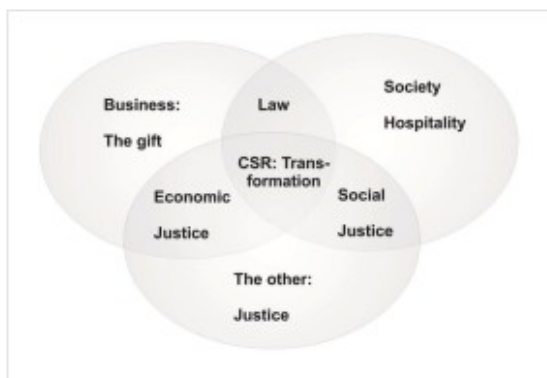 Business:
The gift
Law
Society
Hospitality
CSR: Trans-
formation
Economic
Justice
Social
Justice
The other:
Justice